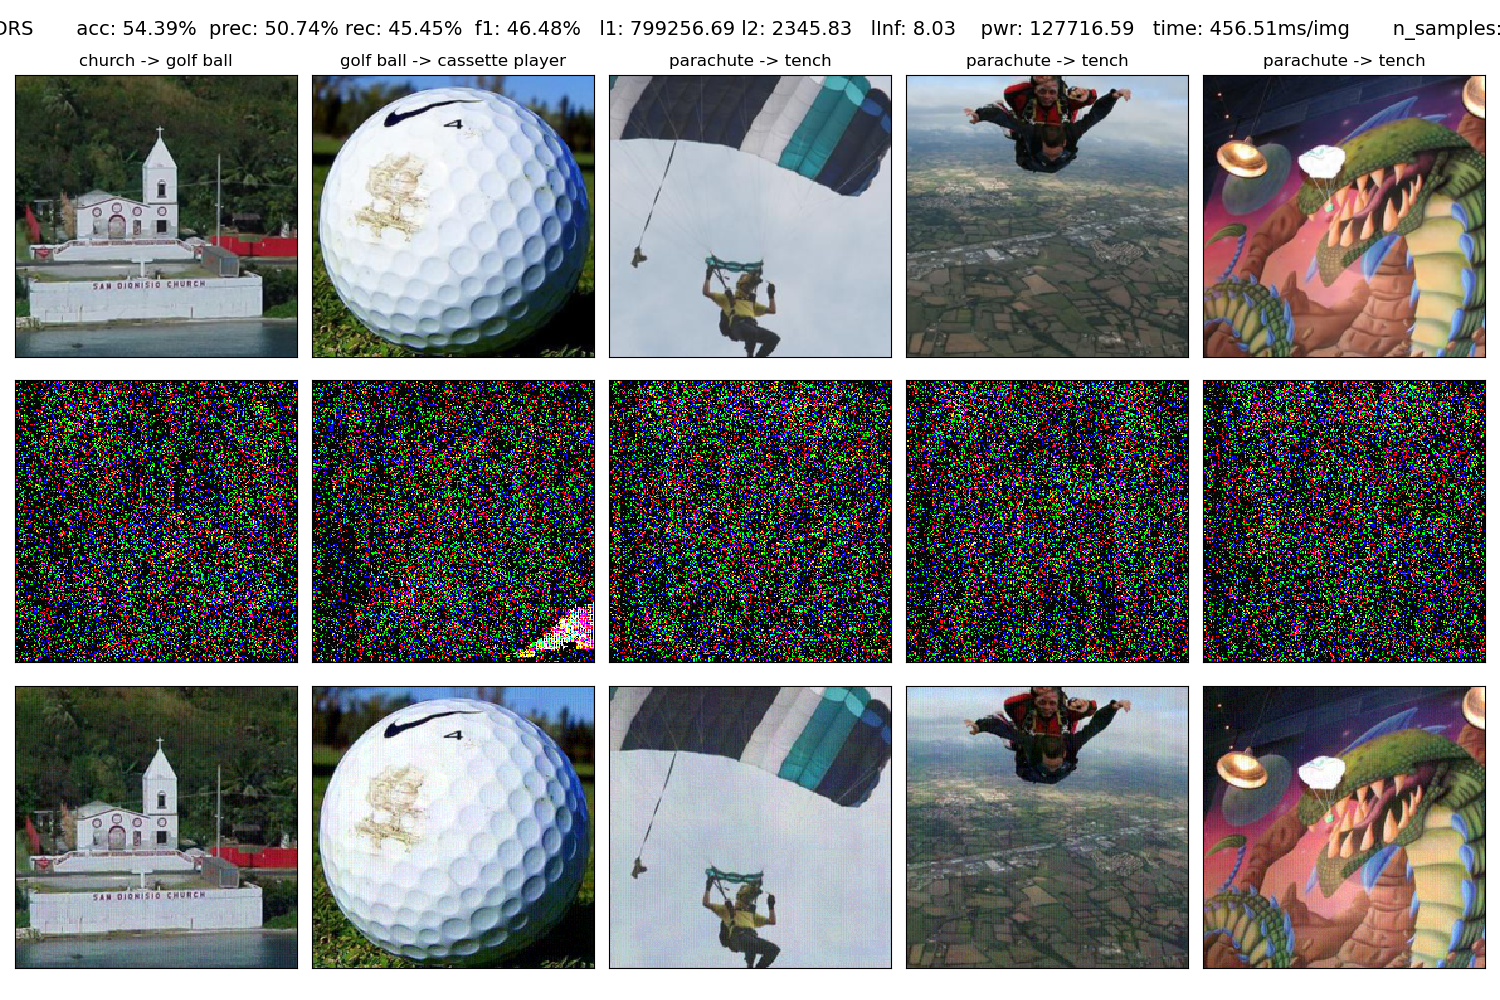 acc: 54.39% prec: 50.74% rec: 45.45% f1: 46.48% l1: 799256.69 l2: 2345.83 lInf: 8.03 pwr: 127716.59 time: 456.51ms/img n_samples:
church -> golf ball
golf ball -> cassette player
parachute -> tench
parachute -> tench
parachute -> tench
SAN DIONISIO CHURCH
4
SAN DIONISIO CHURCH
4